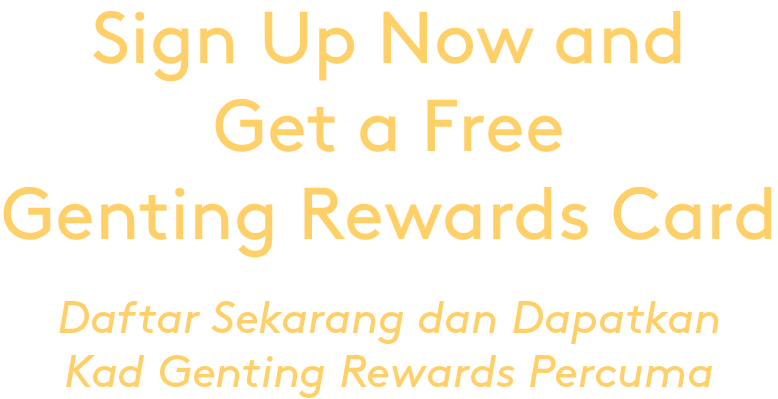 Sign Up Now and
Get a Free
Genting Rewards Card
Daftar Sekarang dan Dapatkan
Kad Genting Rewards Percuma